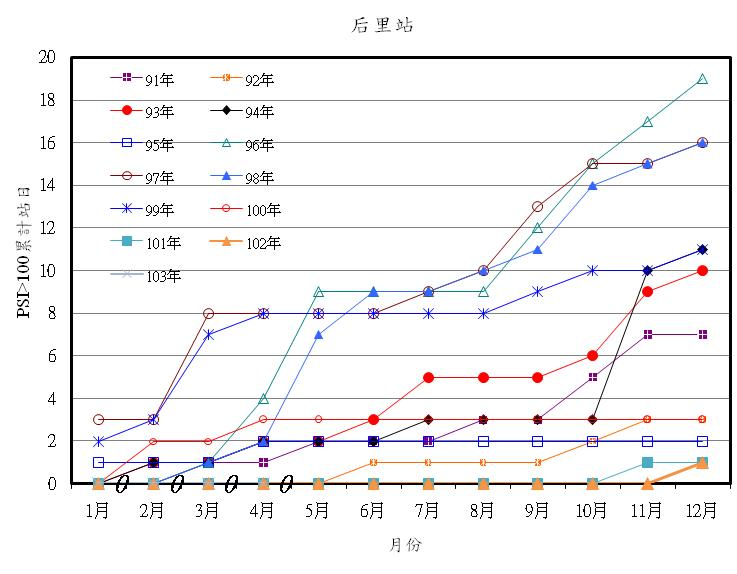 后里站
PSI>100累計站日
20
18
16
14
12
10
8
6
4
2
0
91年 92年
93年 94年
95年 96年
97年 98年
99年 100年
101年 102年
103年
0 0 0 0
1月 2月 3月 4月 5月 6月 7月 8月 9月 10月 11月 12月
月份